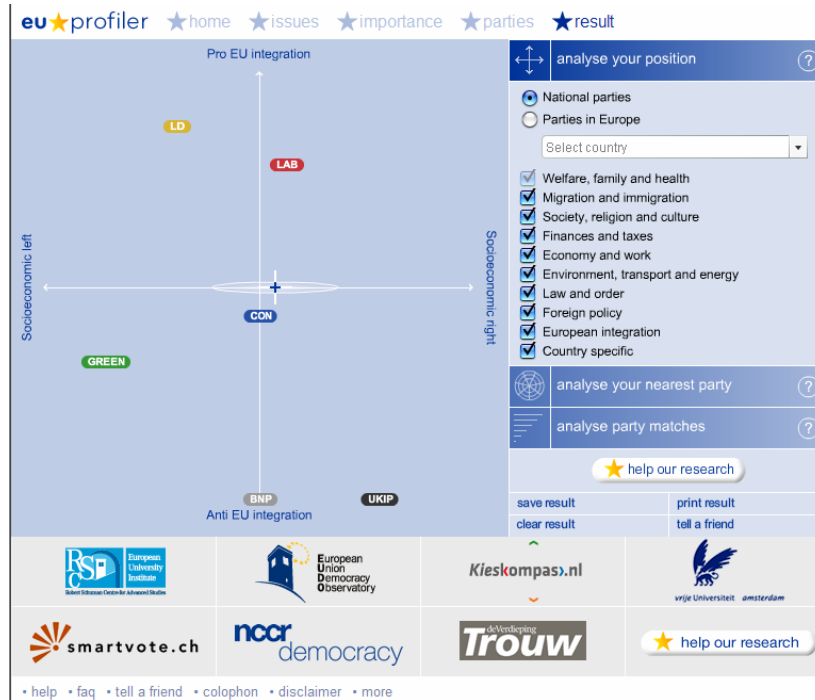 eu profiler home issues importance parties result
Pro EU integration
LD
LAB
Socioeconomic left
Socioeconomic right
CON
GREEN
BNP
UKIP
Anti EU integration
analyse your position ?
National parties
Parties in Europe
Select country
Welfare, family and health
Migration and immigration
Society, religion and culture
Finances and taxes
Economy and work
Environment, transport and energy
Law and order
Foreign policy
European integration
Country specific
analyse your nearest party ?
analyse party matches ?
help our research
save result print result
clear result tell a friend
RSC
European
University
Institute
Robert Schuman Centre for Advanced Studies
European
Union
Democracy
Observatory
Kieskompas.nl
vrije Universiteit amsterdam
smartvote.ch
nccr
democracy
deVerdieping
Trouw
help our research
• help • faq • tell a friend • colophon • disclaimer • more